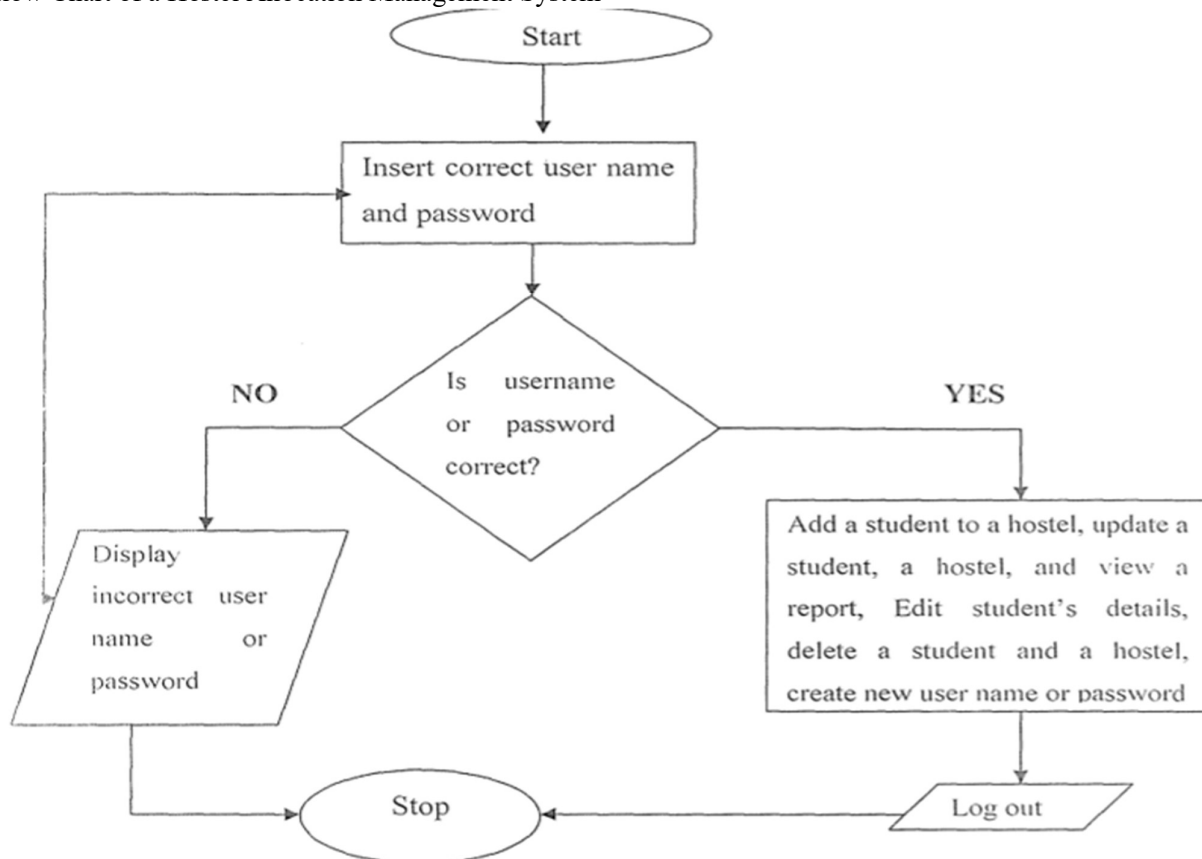 Start
Insert correct user name
and password
Is username
or password
correct?
NO
YES
Display
incorrect user
name or
password
Add a student to a hostel, update a
student, a hostel, and view a
report, Edit student's details,
delete a student and a hostel,
create new user name or password
Log out
Stop